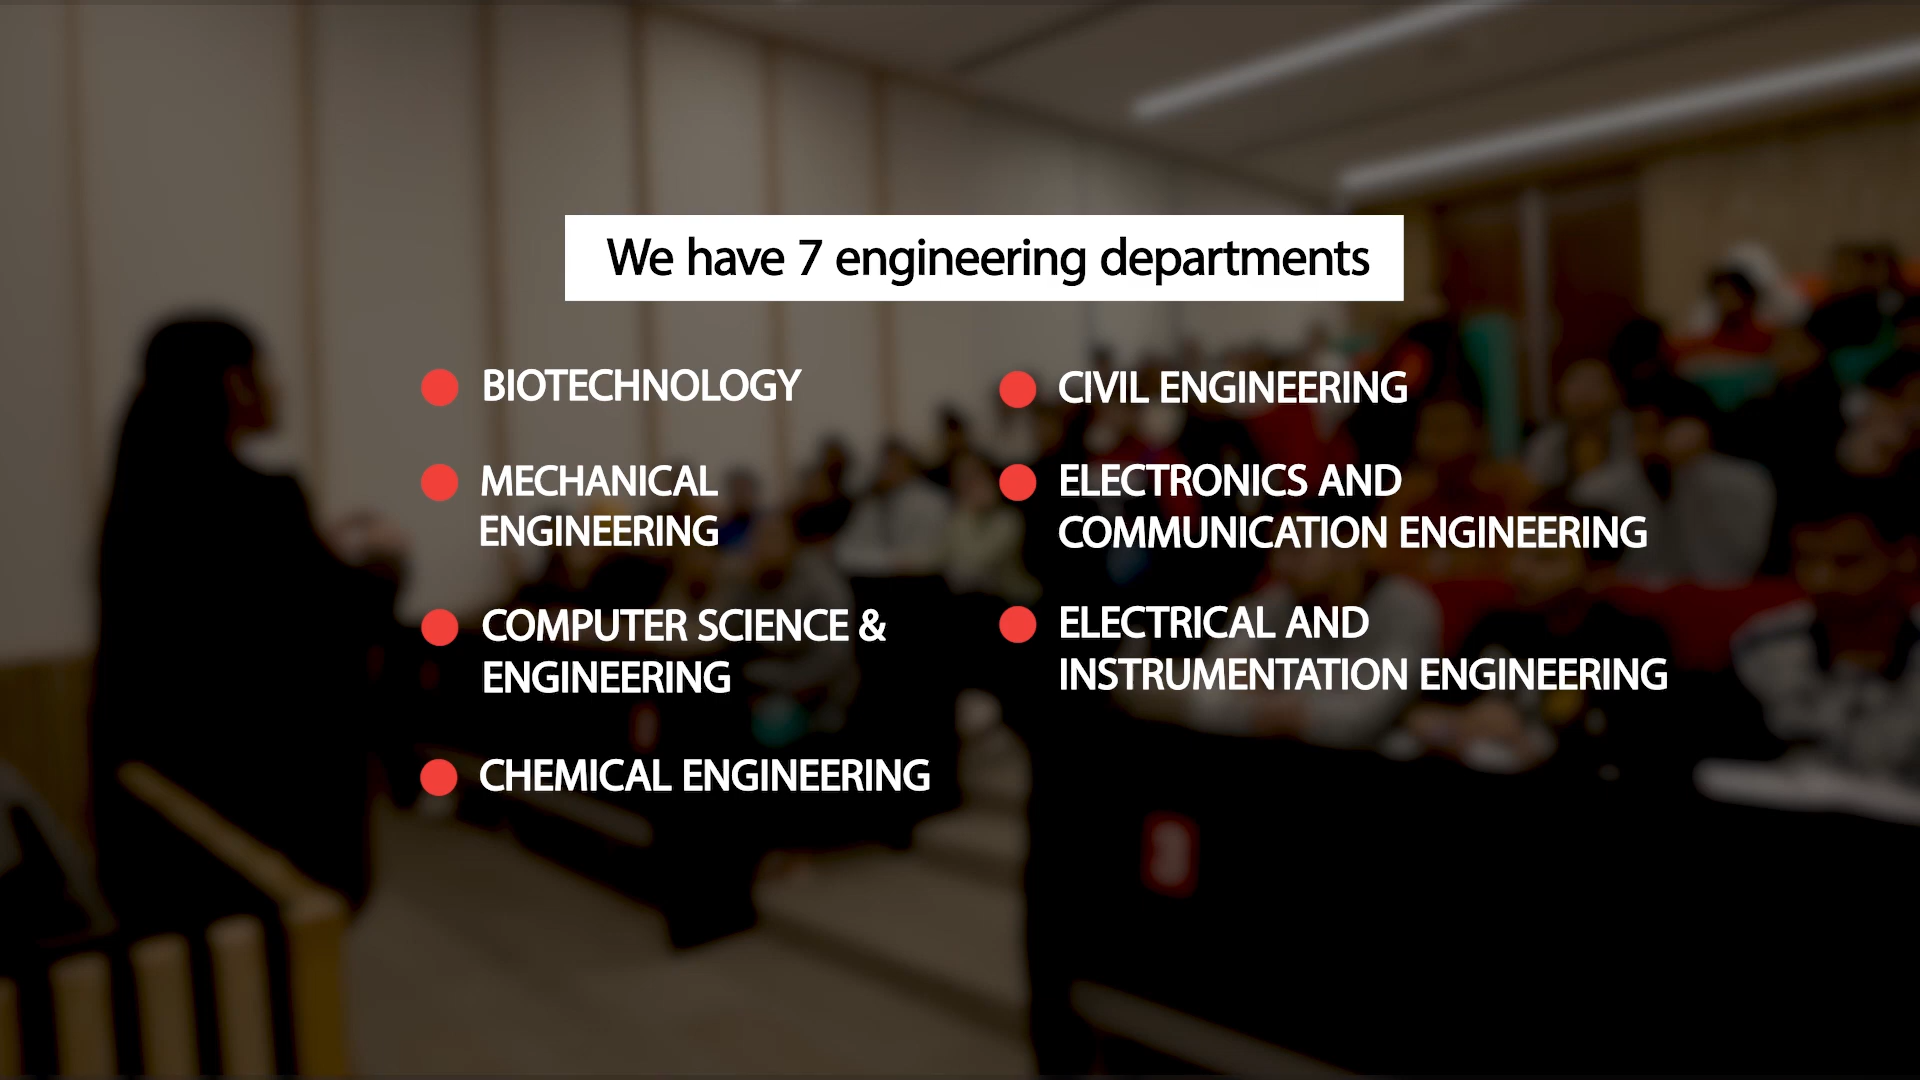 We have 7 engineering departments
BIOTECHNOLOGY
MECHANICAL
ENGINEERING
COMPUTER SCIENCE &
ENGINEERING
CHEMICAL ENGINEERING
CIVIL ENGINEERING
ELECTRONICS AND
COMMUNICATION ENGINEERING
ELECTRICAL AND
INSTRUMENTATION ENGINEERING